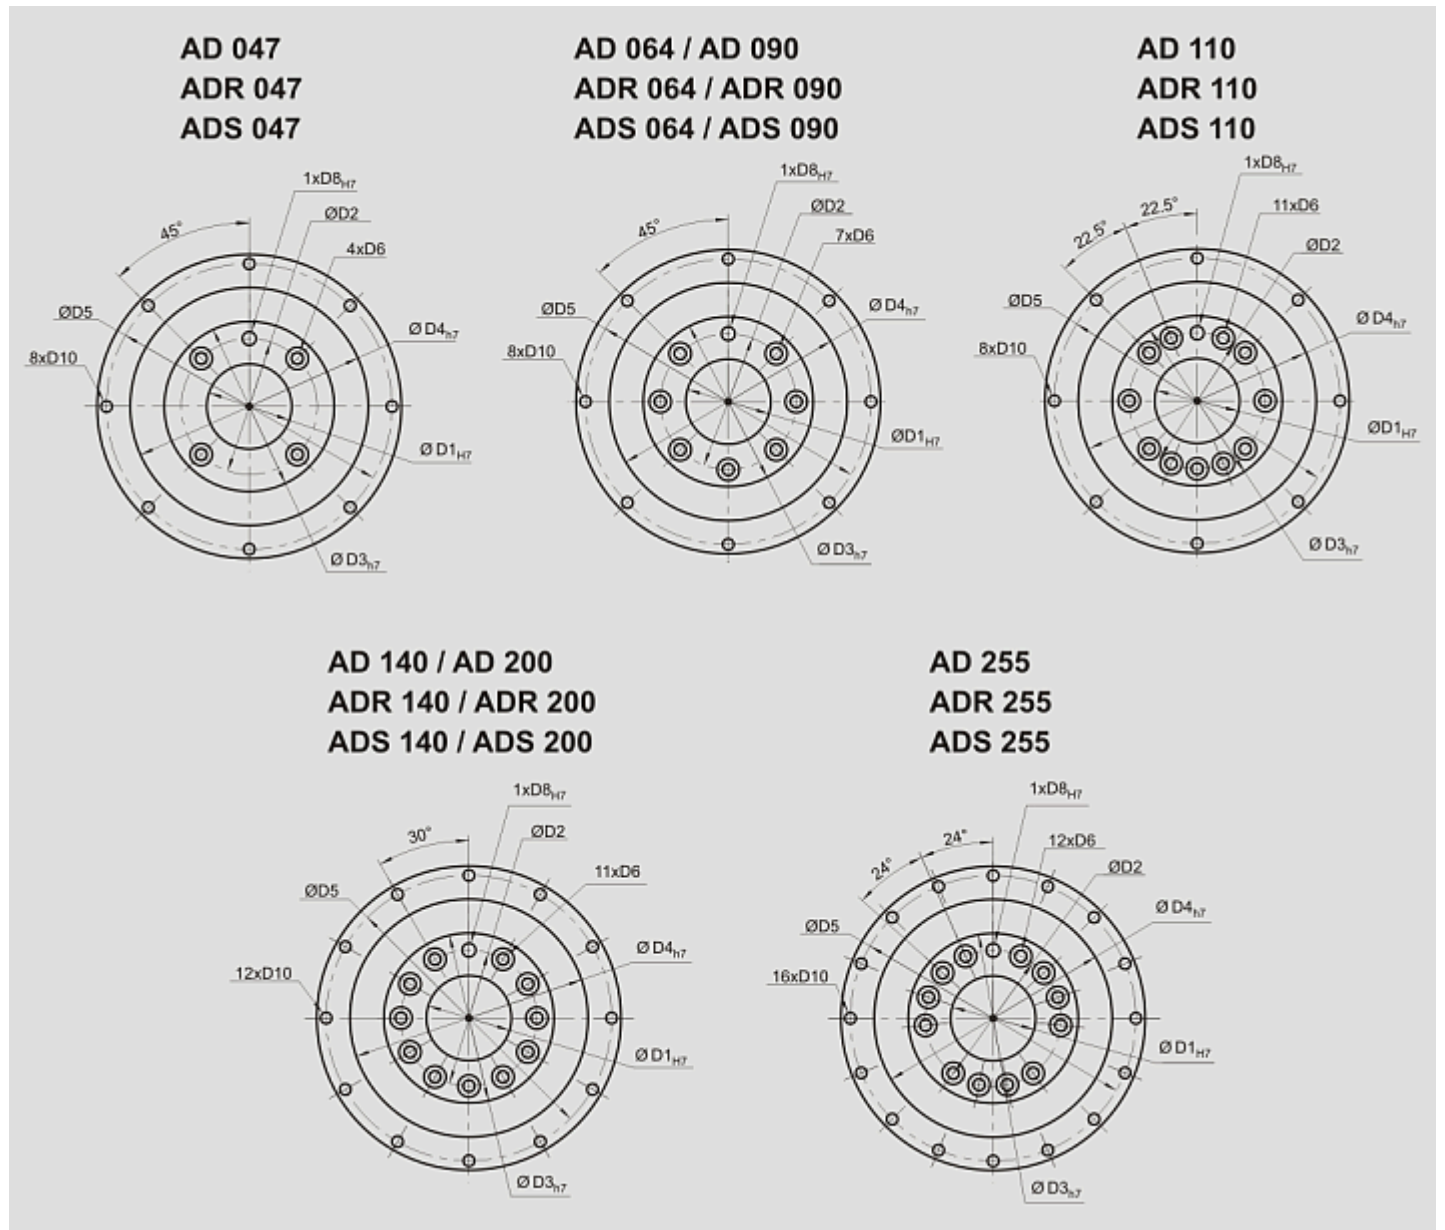 AD 047
ADR 047
ADS 047
AD 064 / AD 090
ADR 064 / ADR 090
ADS 064 / ADS 090
AD 110
ADR 110
ADS 110
1xD8H7
ØD2
45°
4xD6
ØD5
Ø D4h7
8xD10
Ø D1H7
Ø D3h7
1xD8H7
ØD2
45°
7xD6
ØD5
Ø D4h7
8xD10
ØD1H7
Ø D3h7
1xD8H7
22.5°
22.5°
11xD6
ØD2
ØD5
Ø D4h7
8xD10
ØD1H7
Ø D3h7
AD 140 / AD 200
ADR 140 / ADR 200
ADS 140 / ADS 200
AD 255
ADR 255
ADS 255
1xD8H7
30°
ØD2
11xD6
ØD5
Ø D4h7
12xD10
Ø D1H7
Ø D3h7
1xD8H7
24°
24°
12xD6
ØD2
Ø D4h7
ØD5
16xD10
Ø D1H7
Ø D3h7